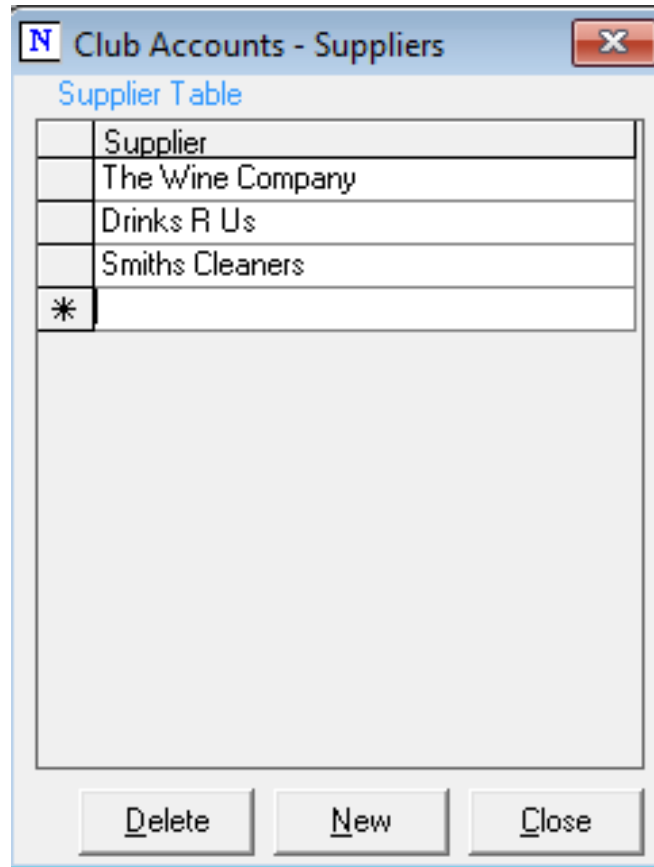 N Club Accounts - Suppliers
Supplier Table
Supplier
The Wine Company
Drinks R Us
Smiths Cleaners
Delete New Close